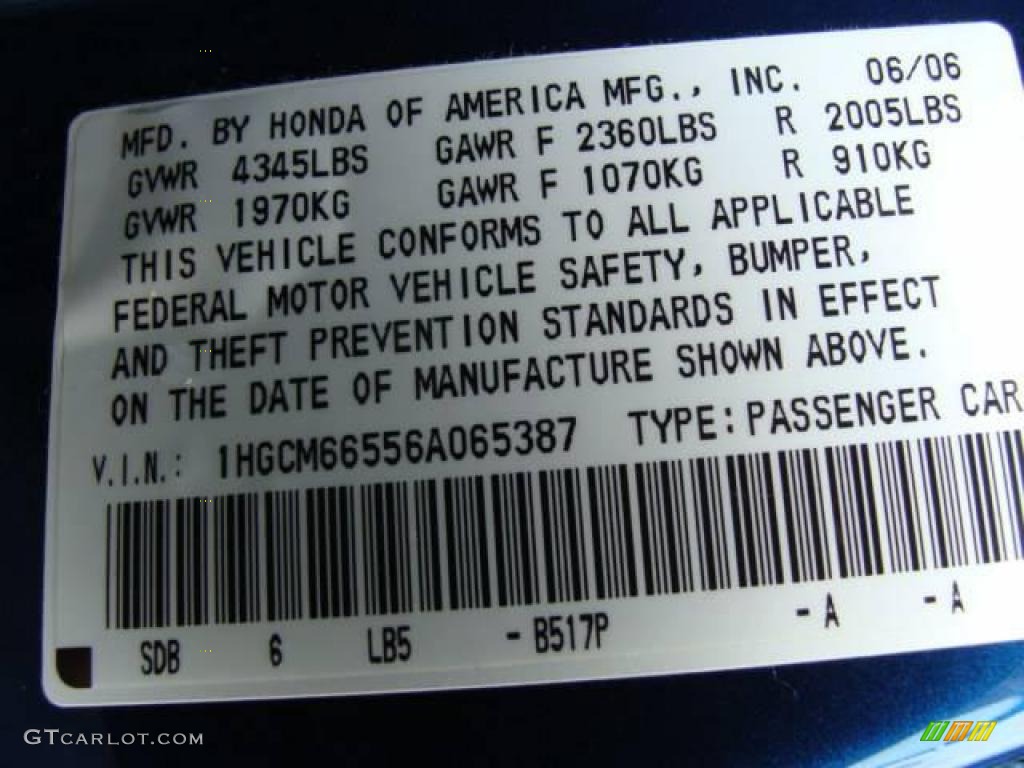 MFD. BY HONDA OF AMERICA MFG., INC. 06/06
GVWR 4345LBS GAWR F 2360LBS R 2005LBS
GVWR 1970KG GAWR F 1070KG R 910KG
THIS VEHICLE CONFORMS TO ALL APPLICABLE
FEDERAL MOTOR VEHICLE SAFETY, BUMPER,
AND THEFT PREVENTION STANDARDS IN EFFECT
ON THE DATE OF MANUFACTURE SHOWN ABOVE.
V.I.N.: 1HGCM66556A065387 TYPE:PASSENGER CAR
SDB 6 LB5 - B517P - A - A
GTCARLOT.COM